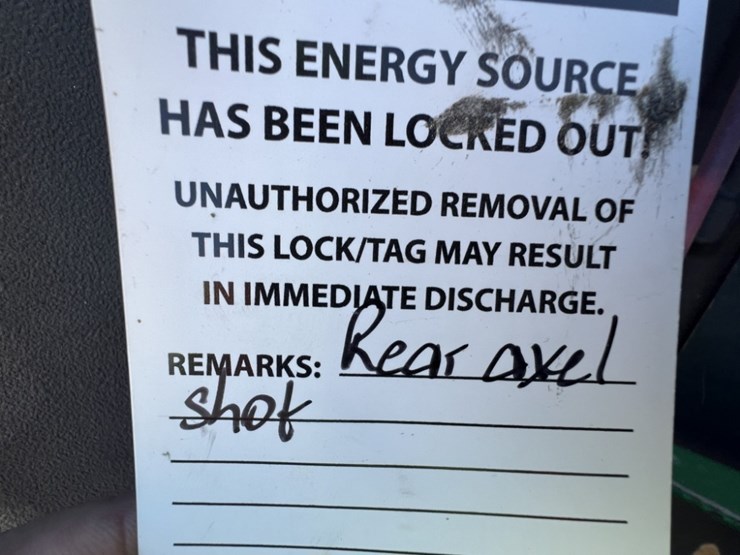 THIS ENERGY SOURCE
HAS BEEN LOCKED OUT!
UNAUTHORIZED REMOVAL OF
THIS LOCK/TAG MAY RESULT
IN IMMEDIATE DISCHARGE.
REMARKS: Rear axel
shot